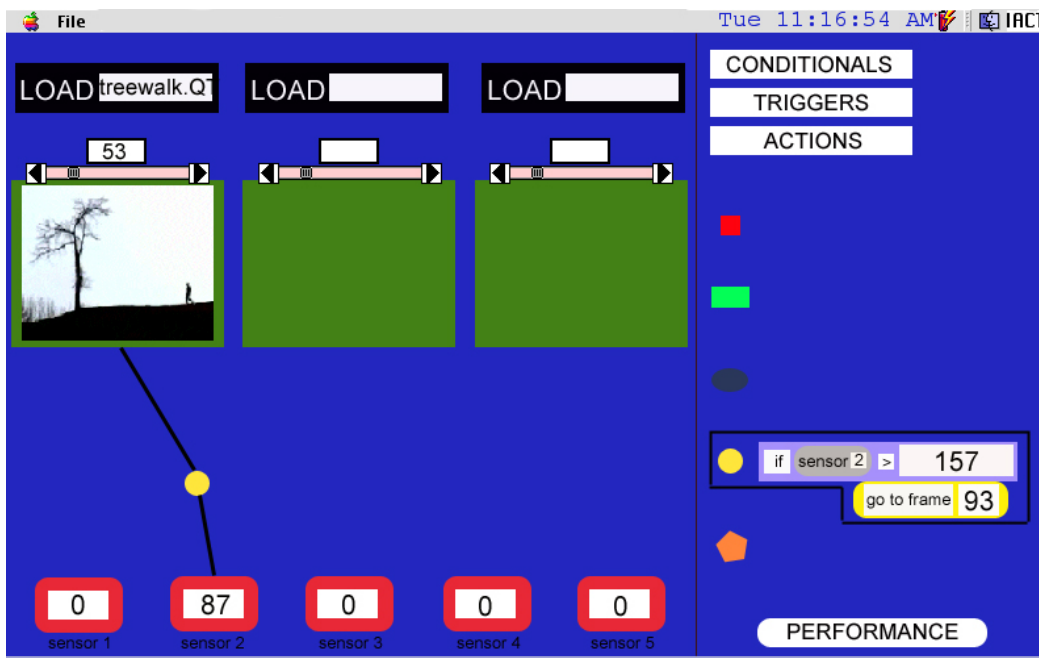 File Tue 11:16:54 AM IACT
LOAD treewalk.QT LOAD LOAD
CONDITIONALS
TRIGGERS
ACTIONS
53
if sensor 2 > 157
go to frame 93
0 87 0 0 0
sensor 1 sensor 2 sensor 3 sensor 4 sensor 5
PERFORMANCE